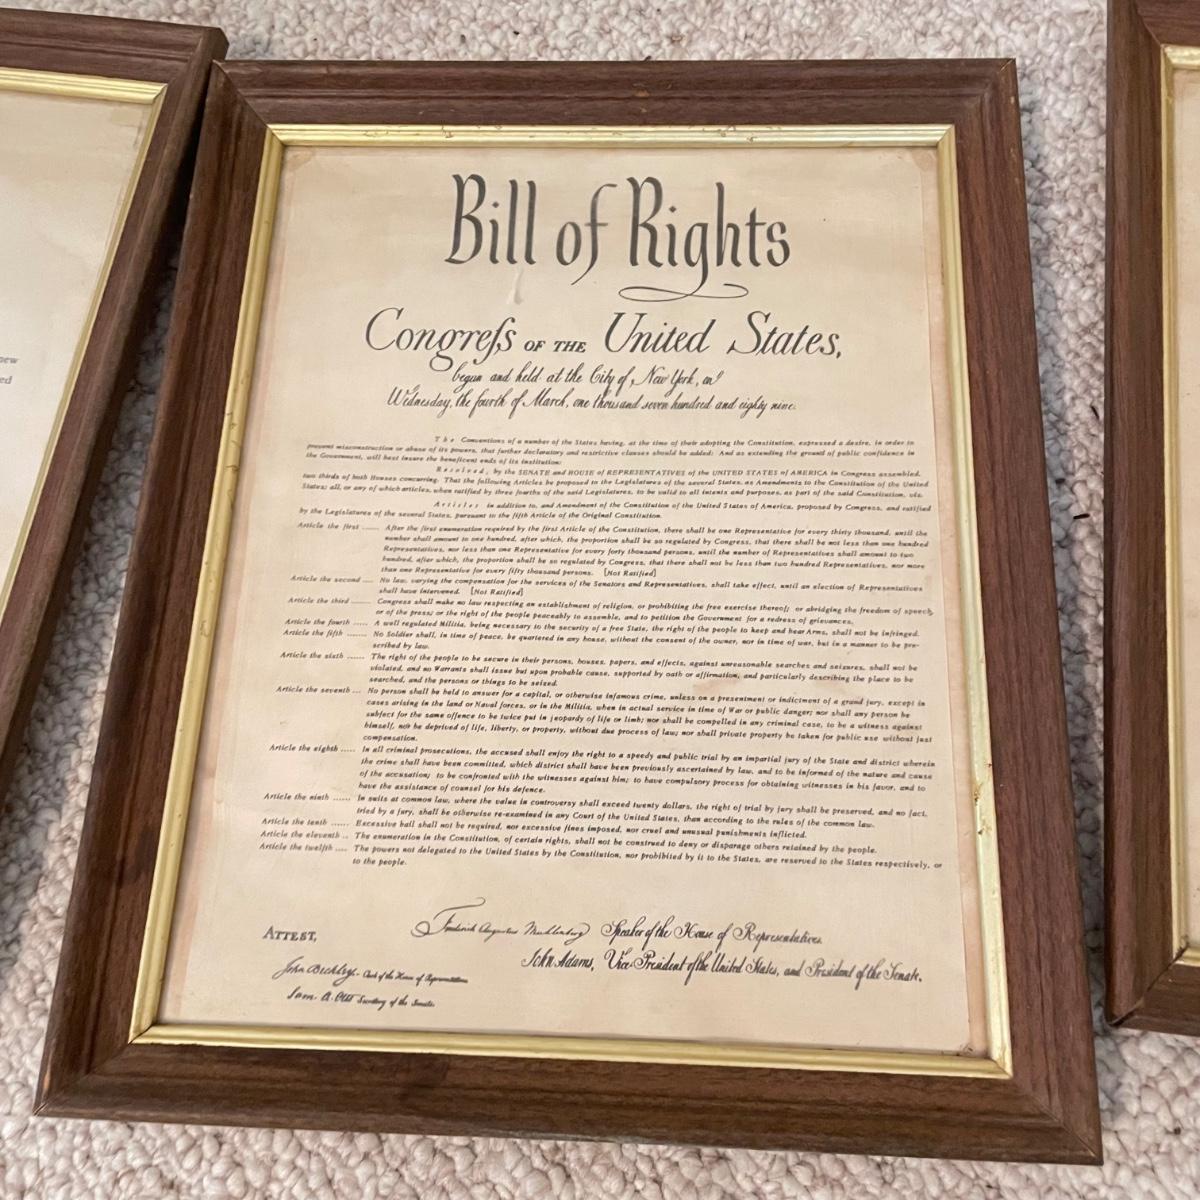 ew
ed
Bill of Rights
Congreſs OF THE United States,
begun and held at the City of New York, on
Wednesday, the fourth of March, one thousand seven hundred and eighty nine.
The Conventions of a number of the States having, at the time of their adopting the Constitution, expressed a desire, in order to
prevent misconstruction or abuse of its powers, that further declaratory and restrictive clauses should be added: And as extending the ground of public confidence in
the Government, will best insure the beneficent ends of its institution:
Resolved, by the SENATE and HOUSE of REPRESENTATIVES of the UNITED STATES of AMERICA in Congress assembled,
two thirds of both Houses concurring, That the following Articles be proposed to the Legislatures of the several States, as Amendments to the Constitution of the United
States; all, or any of which articles, when ratified by three fourths of the said Legislatures, to be valid to all intents and purposes, as part of the said Constitution, viz.
Articles in addition to, and Amendment of the Constitution of the United States of America, proposed by Congress, and ratified
by the Legislatures of the several States, pursuant to the fifth Article of the Original Constitution.
Article the first ...... After the first enumeration required by the first Article of the Constitution, there shall be one Representative for every thirty thousand, until the
number shall amount to one hundred, after which, the proportion shall be so regulated by Congress, that there shall be not less than one hundred
Representatives, nor less than one Representative for every forty thousand persons, until the number of Representatives shall amount to two
hundred, after which, the proportion shall be so regulated by Congress, that there shall not be less than two hundred Representatives, nor more
than one Representative for every fifty thousand persons. [Not Ratified]
Article the second .... No law, varying the compensation for the services of the Senators and Representatives, shall take effect, until an election of Representatives
shall have intervened. [Not Ratified]
Article the third ...... Congress shall make no law respecting an establishment of religion, or prohibiting the free exercise thereof; or abridging the freedom of speech,
or of the press; or the right of the people peaceably to assemble, and to petition the Government for a redress of grievances.
Article the fourth ..... A well regulated Militia, being necessary to the security of a free State, the right of the people to keep and bear Arms, shall not be infringed.
Article the fifth ...... No Soldier shall, in time of peace, be quartered in any house, without the consent of the owner, nor in time of war, but in a manner to be pre-
scribed by law.
Article the sixth ...... The right of the people to be secure in their persons, houses, papers, and effects, against unreasonable searches and seizures, shall not be
violated, and no Warrants shall issue but upon probable cause, supported by oath or affirmation, and particularly describing the place to be
searched, and the persons or things to be seized.
Article the seventh ... No person shall be held to answer for a capital, or otherwise infamous crime, unless on a presentment or indictment of a grand jury, except in
cases arising in the land or Naval forces, or in the Militia, when in actual service in time of War or public danger; nor shall any person be
subject for the same offence to be twice put in jeopardy of life or limb; nor shall be compelled in any criminal case, to be a witness against
himself, nor be deprived of life, liberty, or property, without due process of law; nor shall private property be taken for public use without just
compensation.
Article the eighth ..... In all criminal prosecutions, the accused shall enjoy the right to a speedy and public trial by an impartial jury of the State and district wherein
the crime shall have been committed, which district shall have been previously ascertained by law, and to be informed of the nature and cause
of the accusation; to be confronted with the witnesses against him; to have compulsory process for obtaining witnesses in his favor, and to
have the assistance of counsel for his defence.
Article the ninth ...... In suits at common law, where the value in controversy shall exceed twenty dollars, the right of trial by jury shall be preserved, and no fact,
tried by a jury, shall be otherwise re-examined in any Court of the United States, than according to the rules of the common law.
Article the tenth ...... Excessive bail shall not be required, nor excessive fines imposed, nor cruel and unusual punishments inflicted.
Article the eleventh .. The enumeration in the Constitution, of certain rights, shall not be construed to deny or disparage others retained by the people.
Article the twelfth .... The powers not delegated to the United States by the Constitution, nor prohibited by it to the States, are reserved to the States respectively, or
to the people.
ATTEST,
Frederick Augustus Muhlenberg Speaker of the House of Representatives.
John Adams, Vice-President of the United States, and President of the Senate.
John Beckley, Clerk of the House of Representatives
Sam. A. Otis Secretary of the Senate.